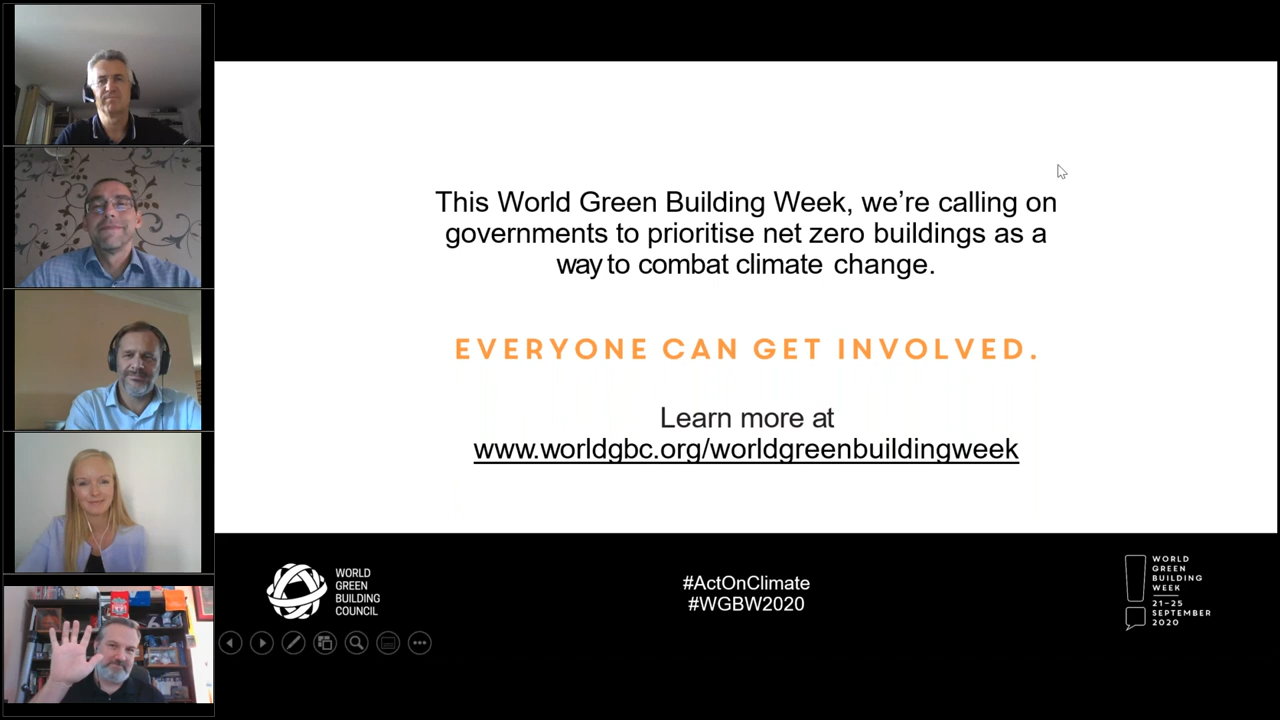 This World Green Building Week, we’re calling on
governments to prioritise net zero buildings as a
way to combat climate change.
EVERYONE CAN GET INVOLVED.
Learn more at
www.worldgbc.org/worldgreenbuildingweek
WORLD
GREEN
BUILDING
COUNCIL
#ActOnClimate
#WGBW2020
WORLD
GREEN
BUILDING
WEEK
21–25
SEPTEMBER
2020